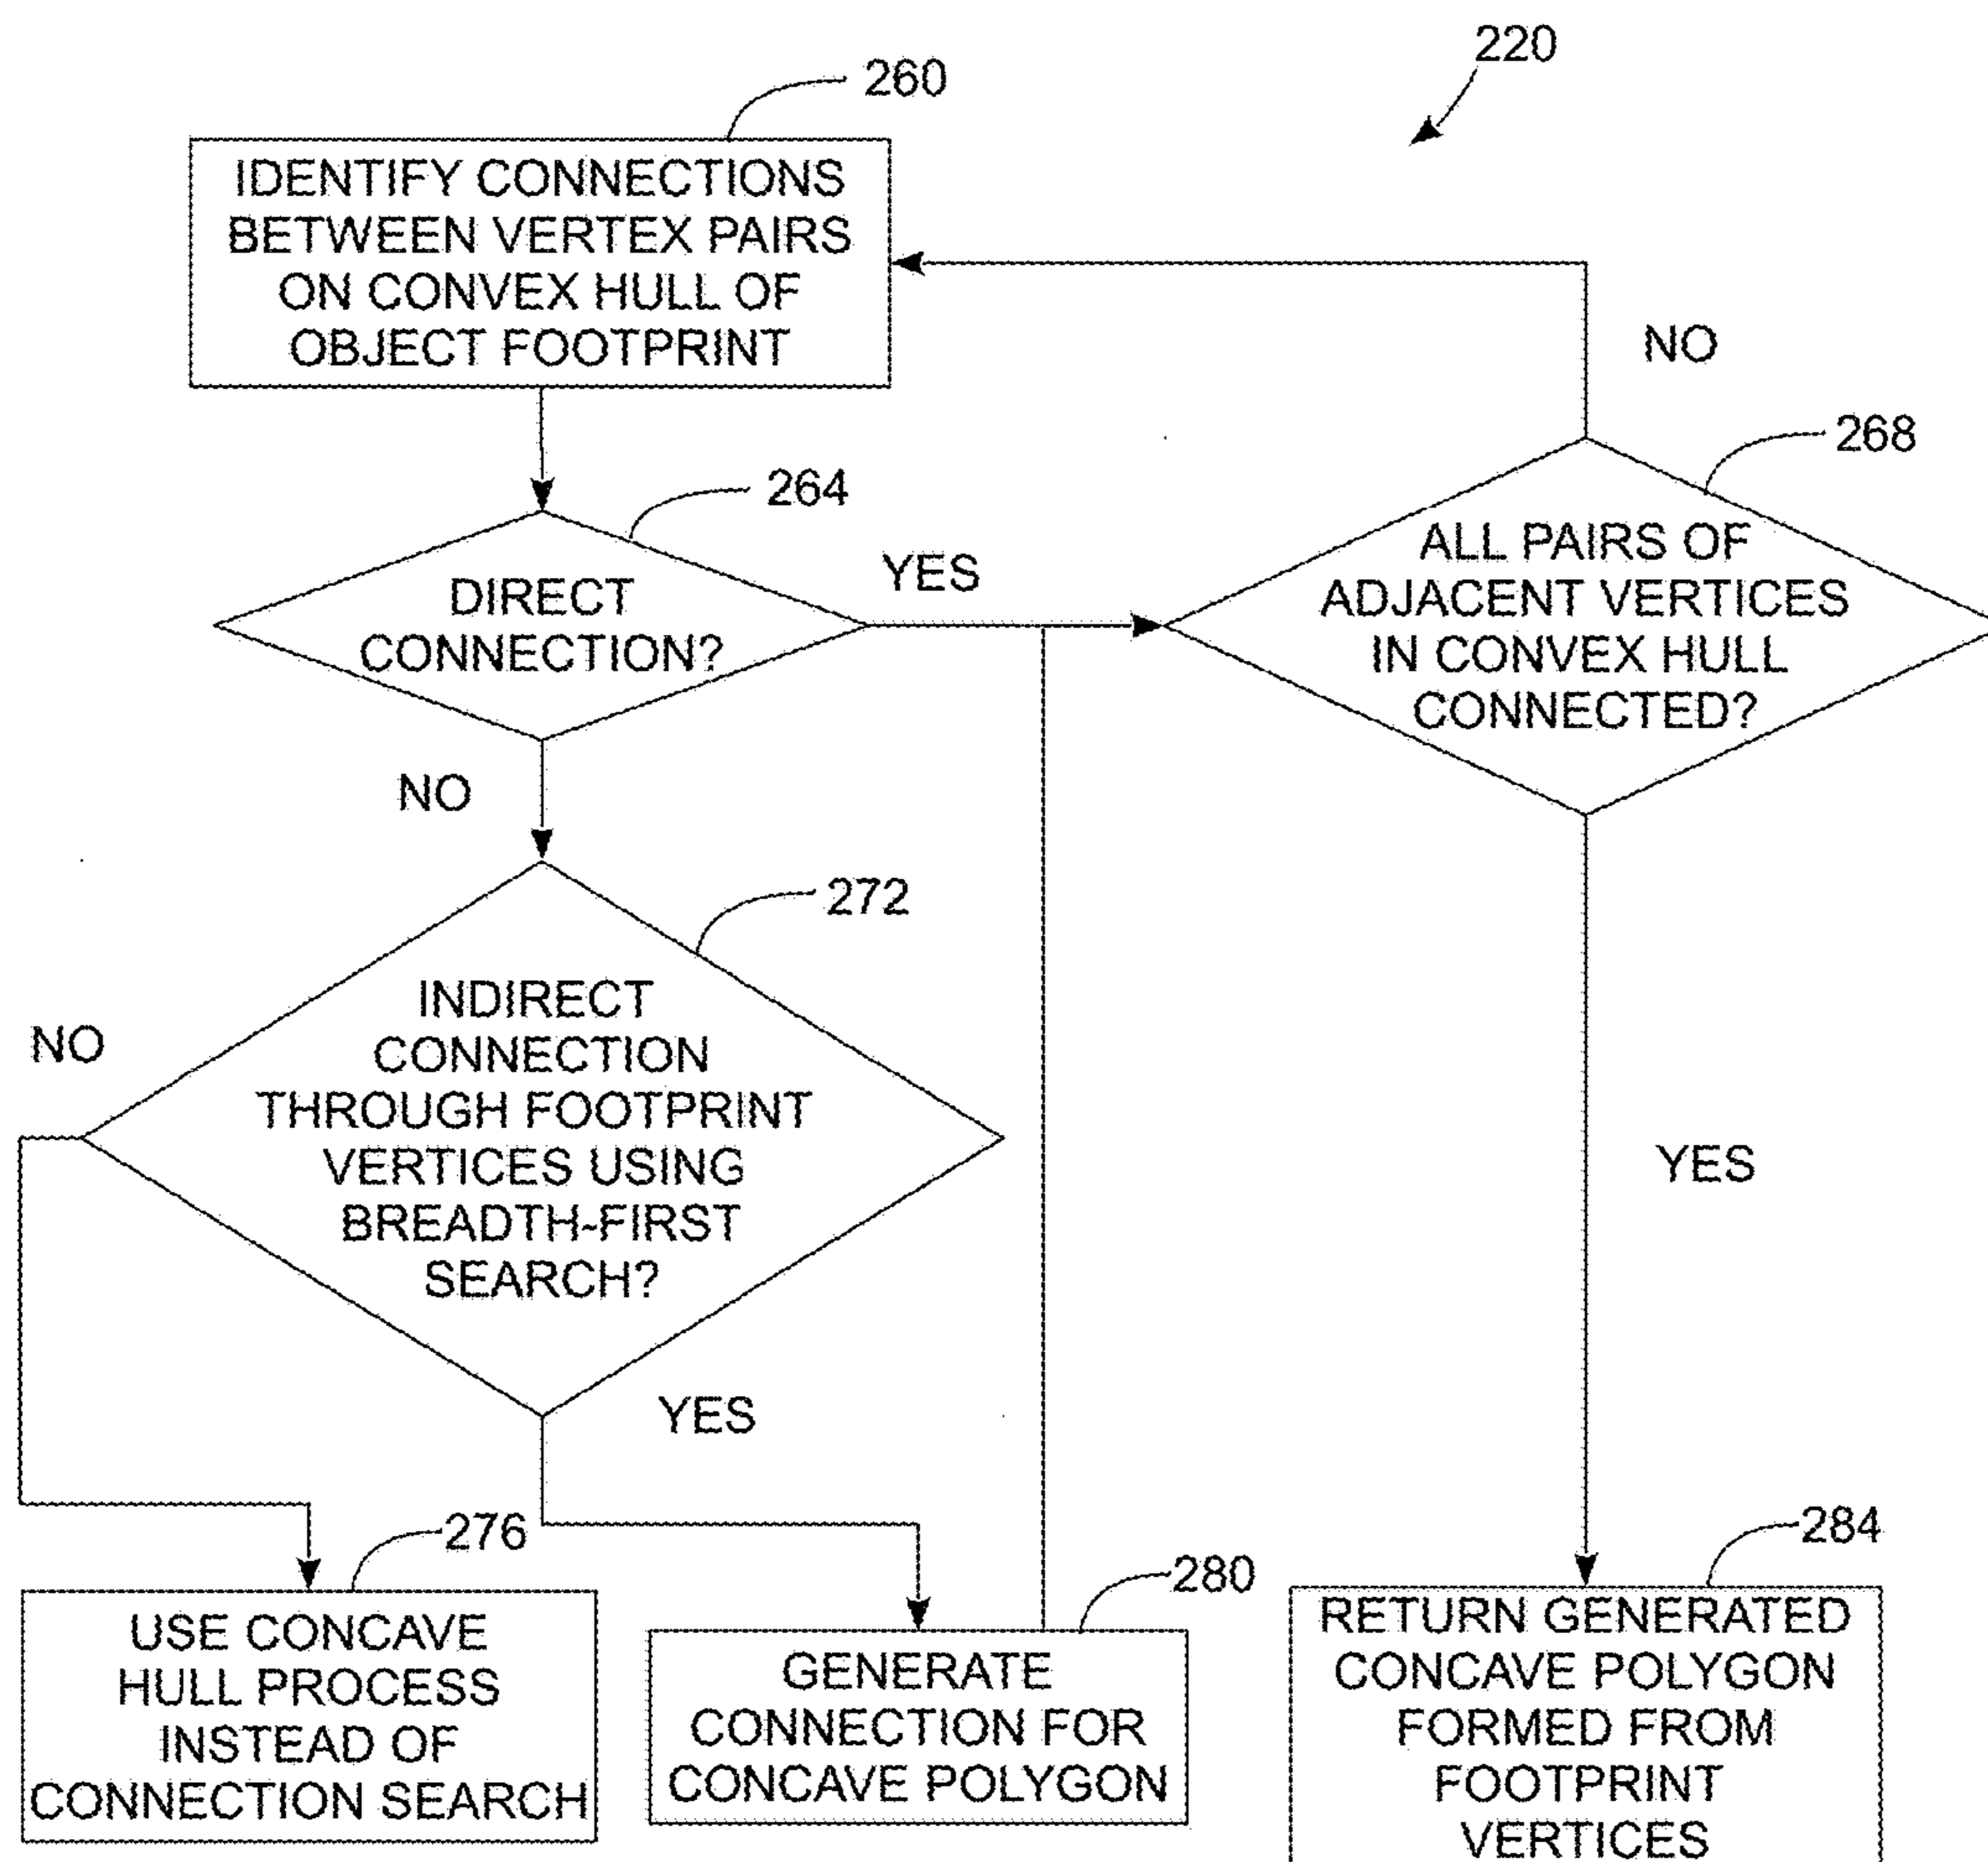 220
260
IDENTIFY CONNECTIONS
BETWEEN VERTEX PAIRS
ON CONVEX HULL OF
OBJECT FOOTPRINT
NO
268
264
ALL PAIRS OF
ADJACENT VERTICES
IN CONVEX HULL
CONNECTED?
YES
DIRECT
CONNECTION?
NO
272
INDIRECT
CONNECTION
THROUGH FOOTPRINT
VERTICES USING
BREADTH-FIRST
SEARCH?
NO
YES
YES
276
USE CONCAVE
HULL PROCESS
INSTEAD OF
CONNECTION SEARCH
280
GENERATE
CONNECTION FOR
CONCAVE POLYGON
284
RETURN GENERATED
CONCAVE POLYGON
FORMED FROM
FOOTPRINT
VERTICES